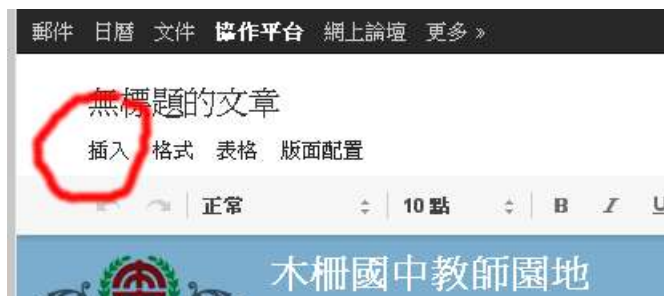 郵件 日曆 文件 協作平台 網上論壇 更多 »
無標題的文章
插入 格式 表格 版面配置
正常 10 點 B I U
木柵國中教師園地